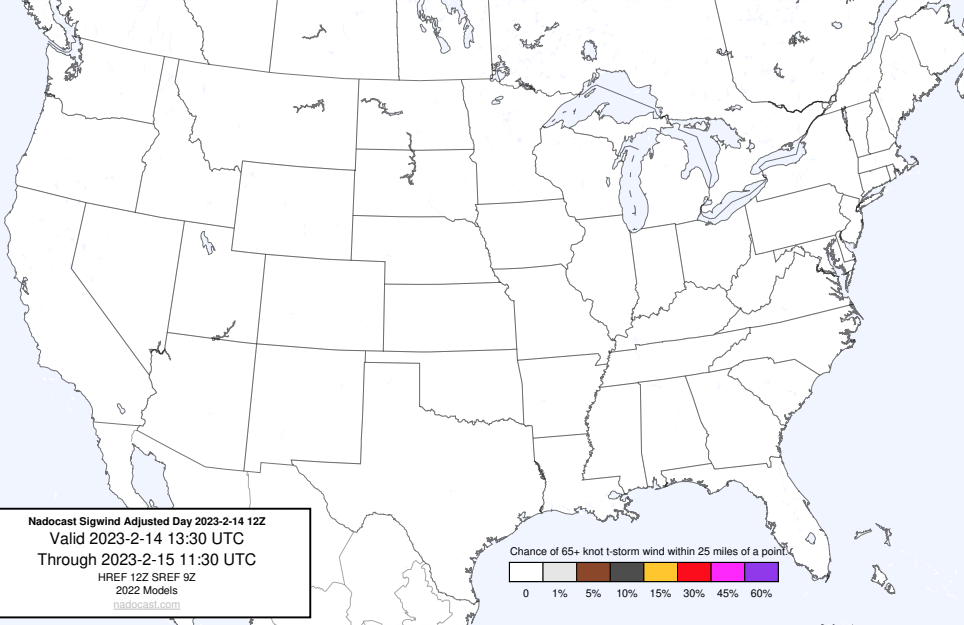 Nadocast Sigwind Adjusted Day 2023-2-14 12Z
Valid 2023-2-14 13:30 UTC
Through 2023-2-15 11:30 UTC
HREF 12Z SREF 9Z
2022 Models
nadocast.com
Chance of 65+ knot t-storm wind within 25 miles of a point.
0 1% 5% 10% 15% 30% 45% 60%